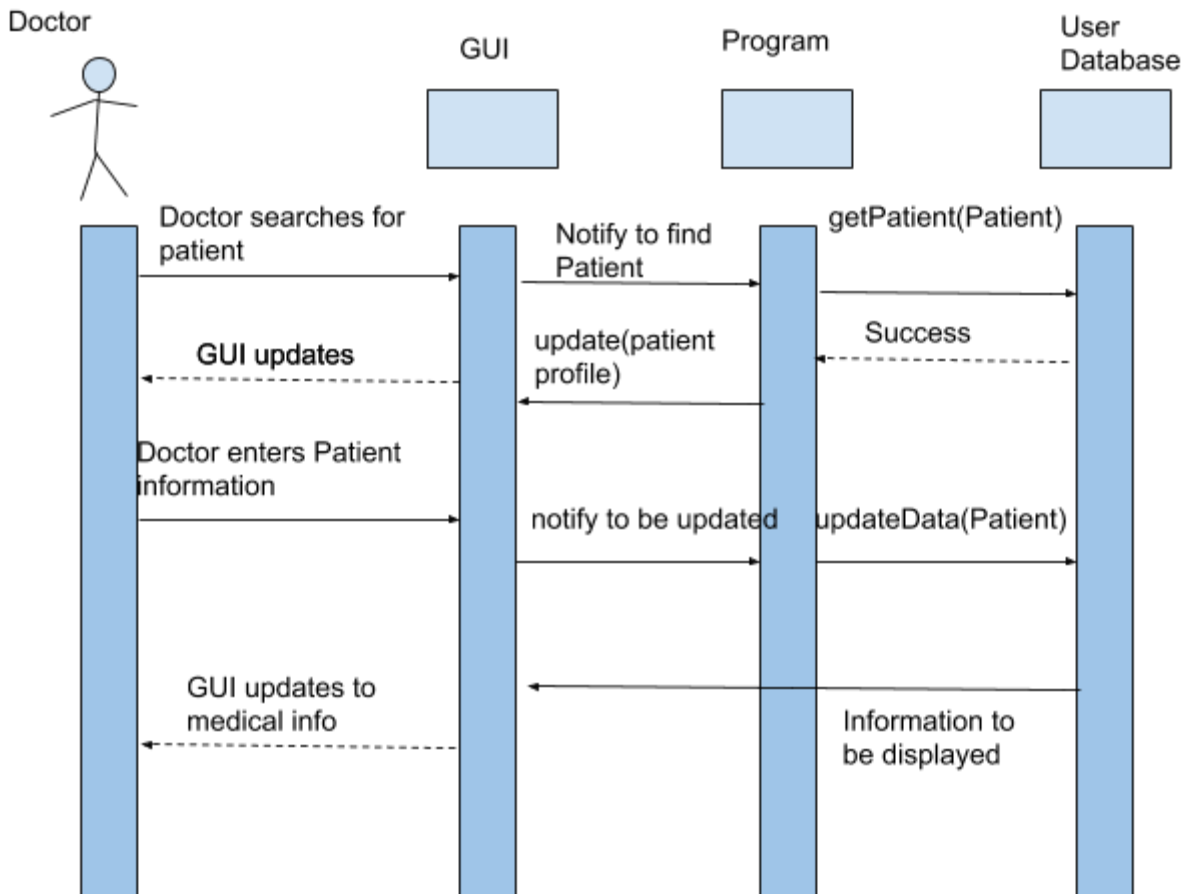 Doctor
GUI
Program
User
Database
Doctor searches for
patient
Notify to find
Patient
getPatient(Patient)
GUI updates
update(patient
profile)
Success
Doctor enters Patient
information
notify to be updated
updateData(Patient)
GUI updates to
medical info
Information to
be displayed